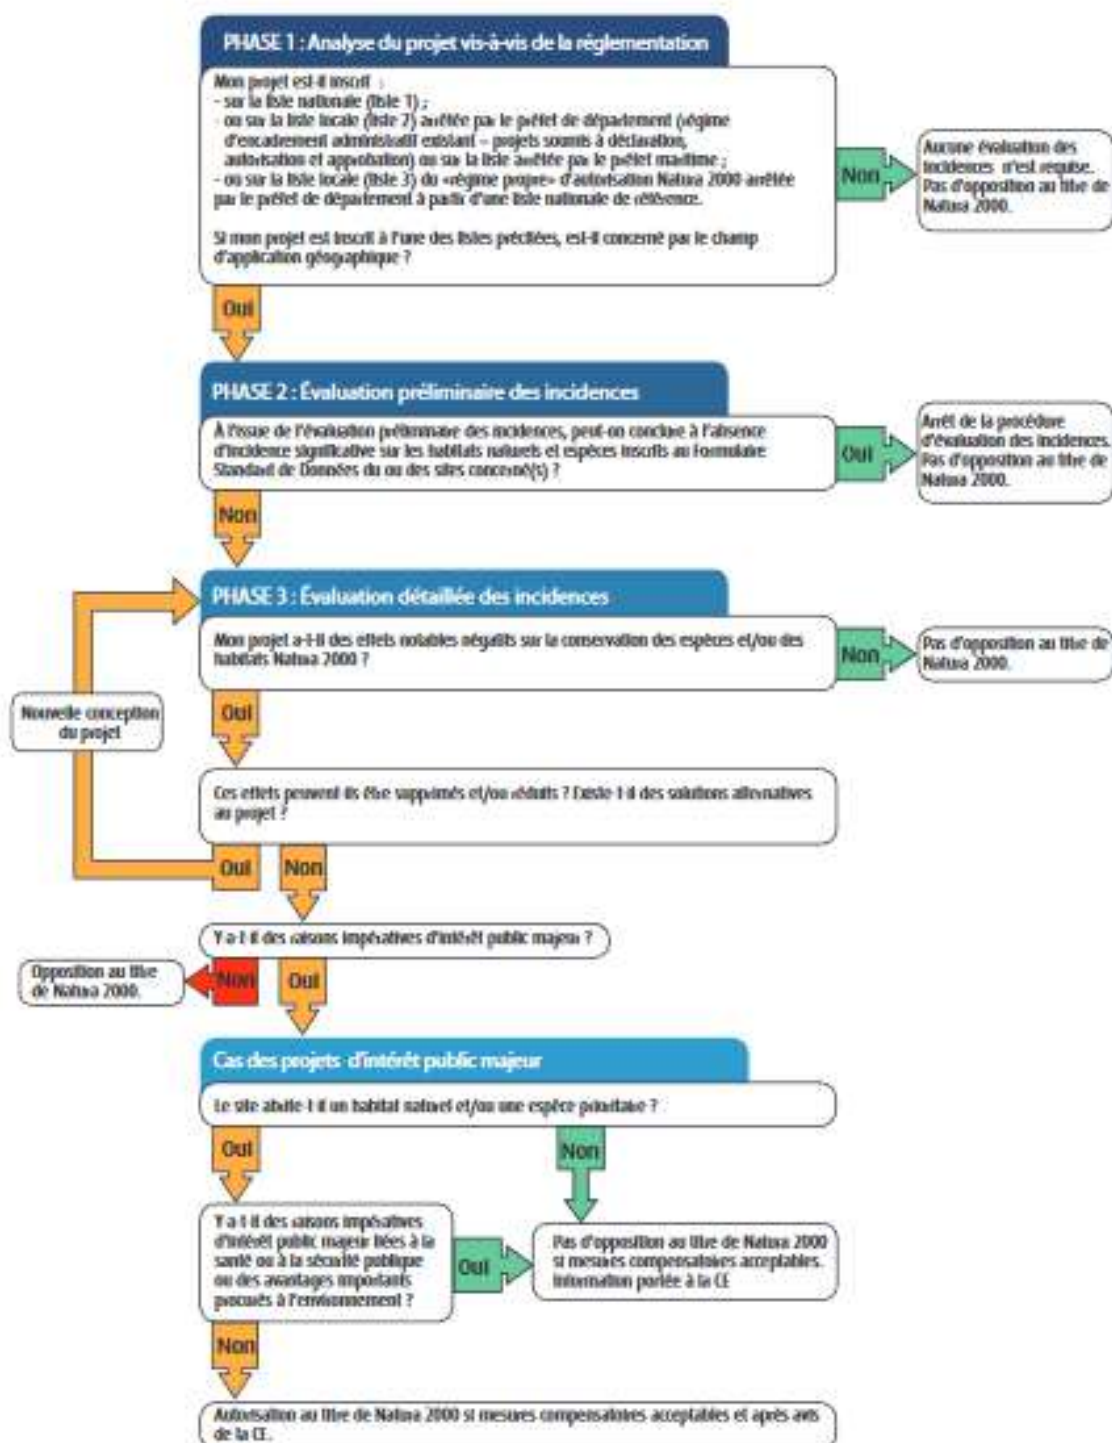 PHASE 1 : Analyse du projet vis-à-vis de la réglementation
Mon projet est-il inscrit :
- sur la liste nationale (liste 1) ;
- ou sur la liste locale (liste 2) arrêtée par le préfet de département (régime
d'encadrement administratif existant – projets soumis à déclaration,
autorisation et approbation) ou sur la liste arrêtée par le préfet maritime ;
- ou sur la liste locale (liste 3) du «régime propre» d'autorisation Natura 2000 arrêtée
par le préfet de département à partir d'une liste nationale de référence.
Si mon projet est inscrit à l'une des listes précitées, est-il concerné par le champ
d'application géographique ?
Non
Aucune évaluation des
incidences n'est requise.
Pas d'opposition au titre de
Natura 2000.
Oui
PHASE 2 : Évaluation préliminaire des incidences
À l'issue de l'évaluation préliminaire des incidences, peut-on conclure à l'absence
d'incidence significative sur les habitats naturels et espèces inscrits au Formulaire
Standard de Données du ou des sites concerné(s) ?
Oui
Arrêt de la procédure
d'évaluation des incidences.
Pas d'opposition au titre de
Natura 2000.
Non
PHASE 3 : Évaluation détaillée des incidences
Mon projet a-t-il des effets notables négatifs sur la conservation des espèces et/ou des
habitats Natura 2000 ?
Non
Pas d'opposition au titre de
Natura 2000.
Oui
Nouvelle conception
du projet
Ces effets peuvent ils être supprimés et/ou réduits ? Existe-t-il des solutions alternatives
au projet ?
Oui
Non
Y a-t-il des raisons impératives d'intérêt public majeur ?
Opposition au titre
de Natura 2000.
Non
Oui
Cas des projets d'intérêt public majeur
Le site abrite-t-il un habitat naturel et/ou une espèce prioritaire ?
Oui
Non
Y a-t-il des raisons impératives
d'intérêt public majeur liées à la
santé ou à la sécurité publique
ou des avantages importants
procurés à l'environnement ?
Oui
Pas d'opposition au titre de Natura 2000
si mesures compensatoires acceptables.
Information portée à la CE
Non
Autorisation au titre de Natura 2000 si mesures compensatoires acceptables et après avis
de la CE.